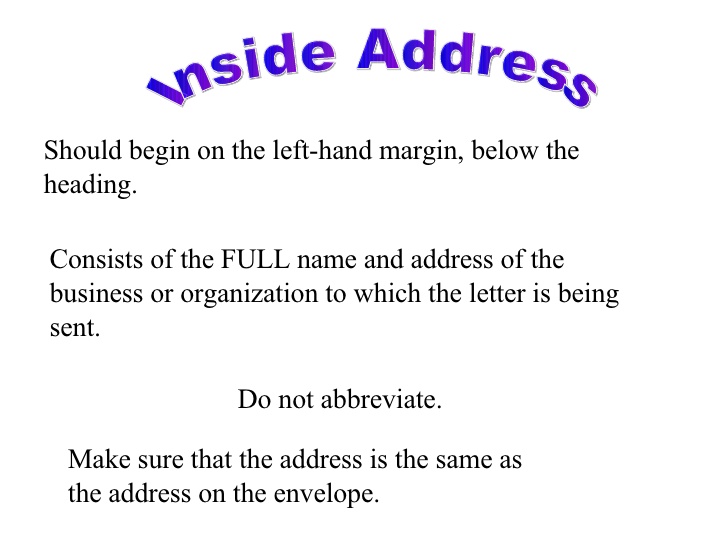 Inside Address
Should begin on the left-hand margin, below the
heading.
Consists of the FULL name and address of the
business or organization to which the letter is being
sent.
Do not abbreviate.
Make sure that the address is the same as
the address on the envelope.